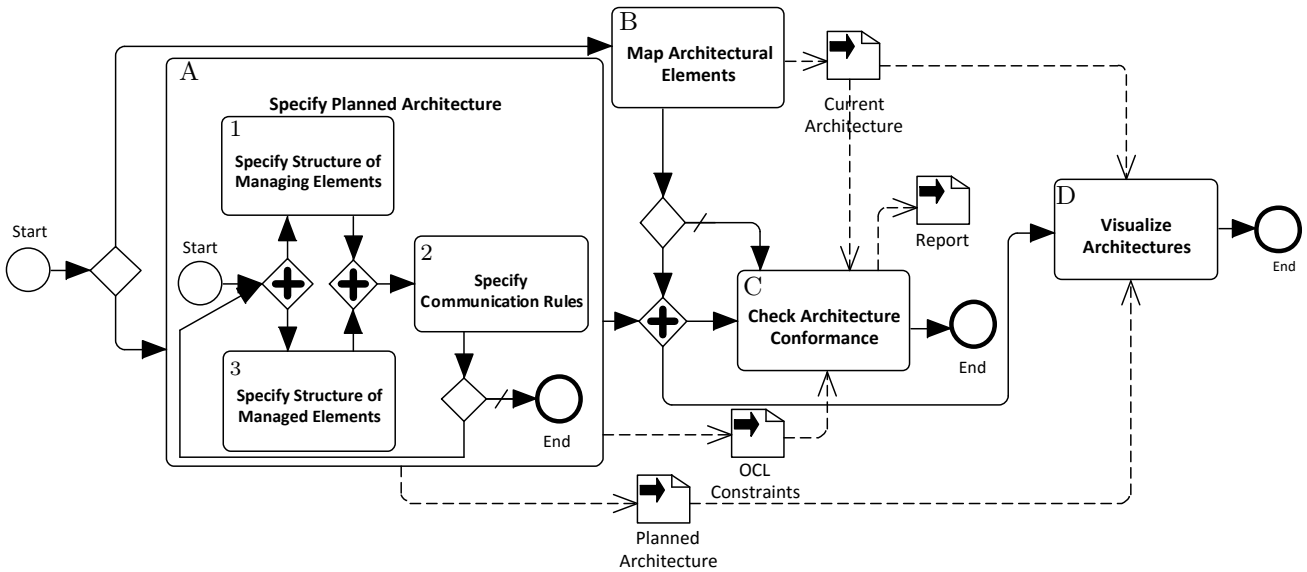 B
Map Architectural
Elements
A
Specify Planned Architecture
Current
Architecture
1
Specify Structure of
Managing Elements
D
Visualize
Architectures
Start
Start
Report
End
2
Specify
Communication Rules
C
Check Architecture
Conformance
3
Specify Structure of
Managed Elements
End
End
OCL
Constraints
Planned
Architecture